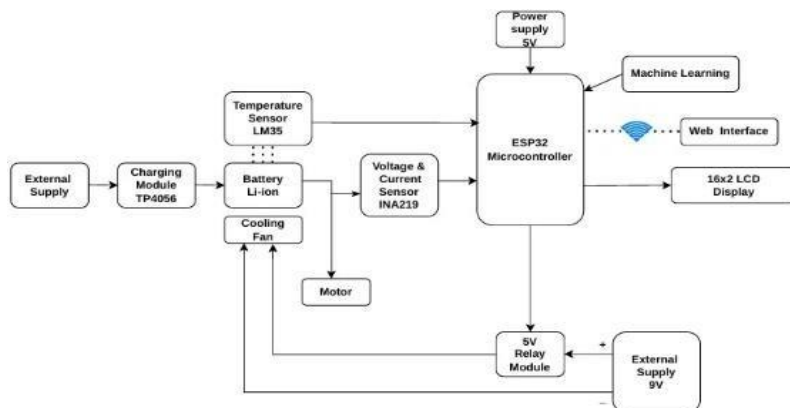 Power
supply
5V
Machine Learning
Temperature
Sensor
LM35
ESP32
Microcontroller
Web Interface
External
Supply
Charging
Module
TP4056
Battery
Li-ion
Voltage &
Current
Sensor
INA219
16x2 LCD
Display
Cooling
Fan
Motor
5V
Relay
Module
+
External
Supply
9V
–